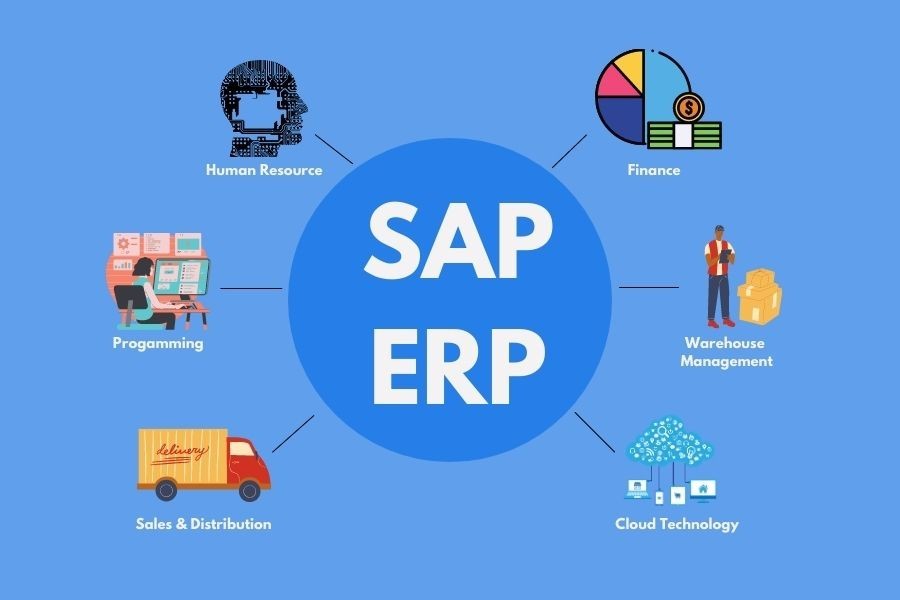 Human Resource
Finance
SAP
ERP
Progamming
Warehouse
Management
delivery
Sales & Distribution
Cloud Technology